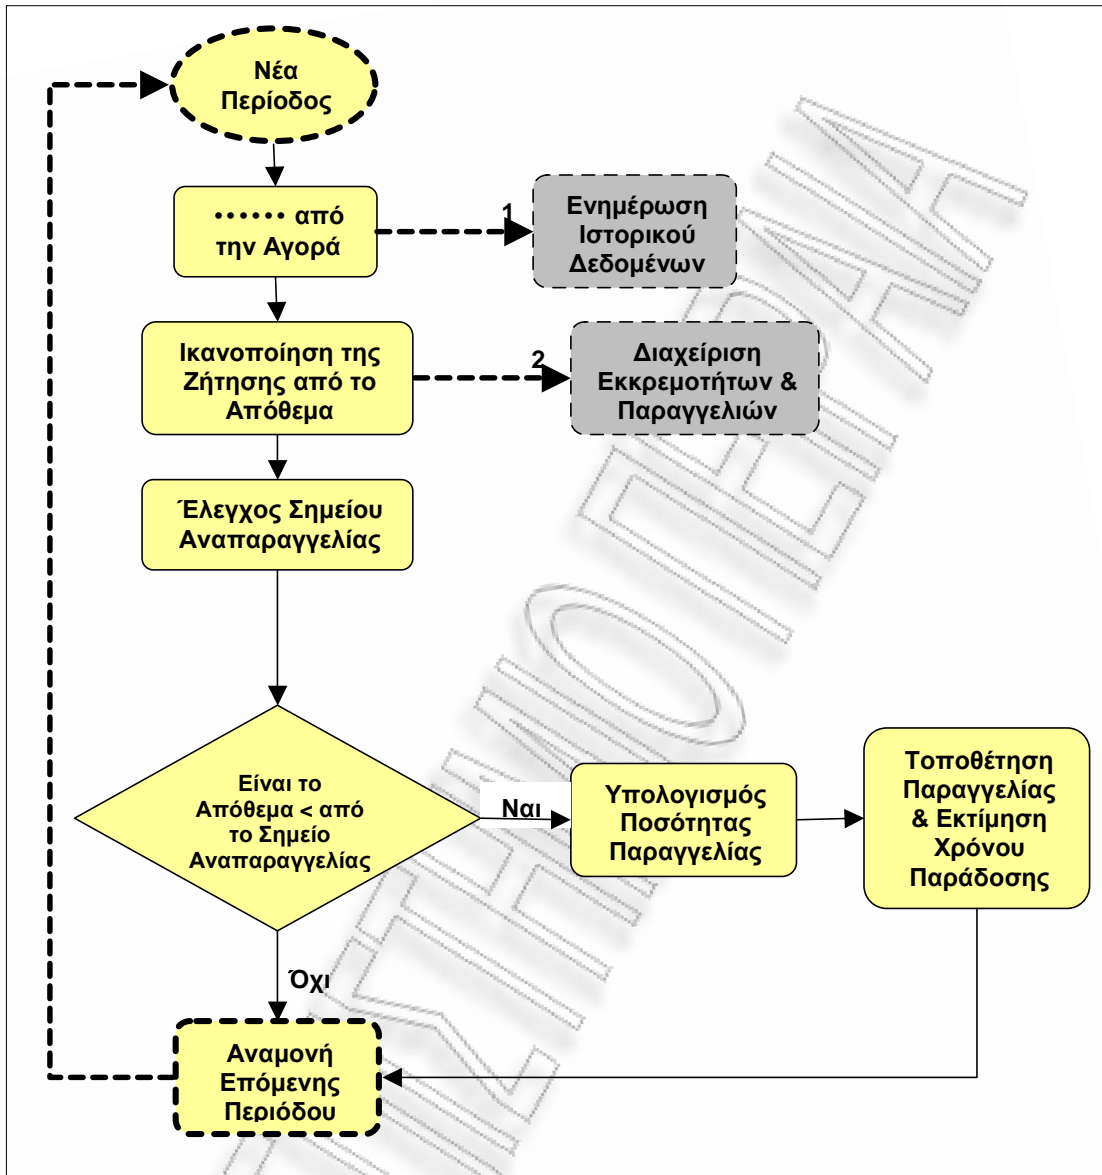 Νέα
Περίοδος
•••••• από
την Αγορά
1
Ενημέρωση
Ιστορικού
Δεδομένων
Ικανοποίηση της
Ζήτησης από το
Απόθεμα
2
Διαχείριση
Εκκρεμοτήτων &
Παραγγελιών
Έλεγχος Σημείου
Αναπαραγγελίας
Είναι το
Απόθεμα < από
το Σημείο
Αναπαραγγελίας
Ναι
Υπολογισμός
Ποσότητας
Παραγγελίας
Τοποθέτηση
Παραγγελίας
& Εκτίμηση
Χρόνου
Παράδοσης
Όχι
Αναμονή
Επόμενης
Περιόδου